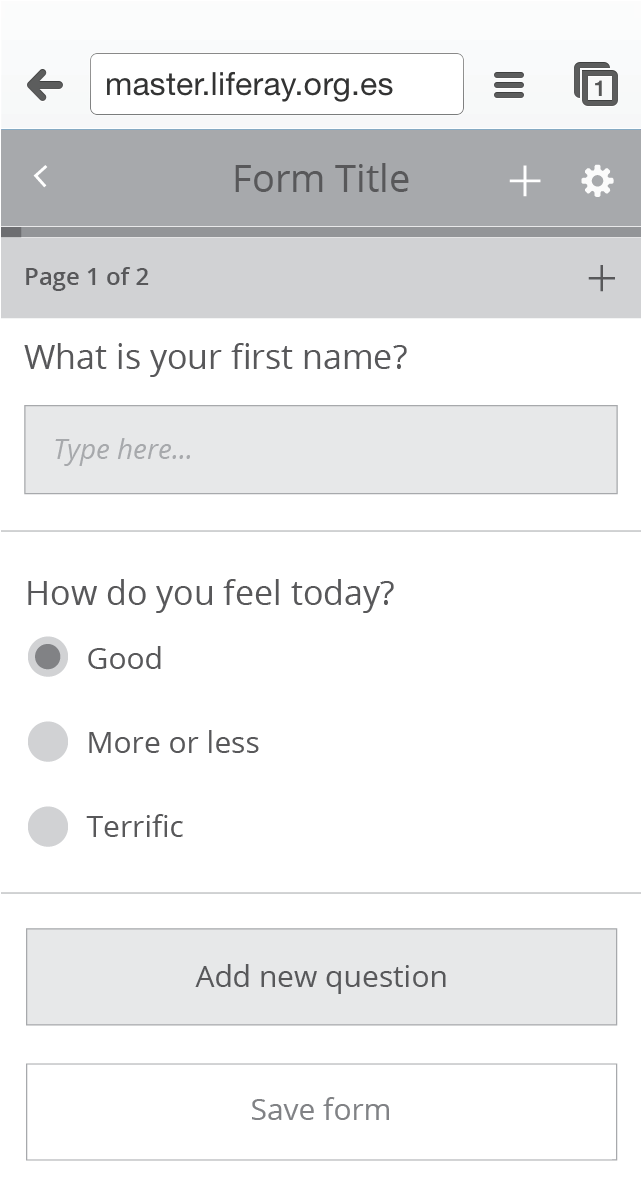 master.liferay.org.es
1
Form Title
Page 1 of 2
What is your first name?
Type here...
How do you feel today?
Good
More or less
Terrific
Add new question
Save form